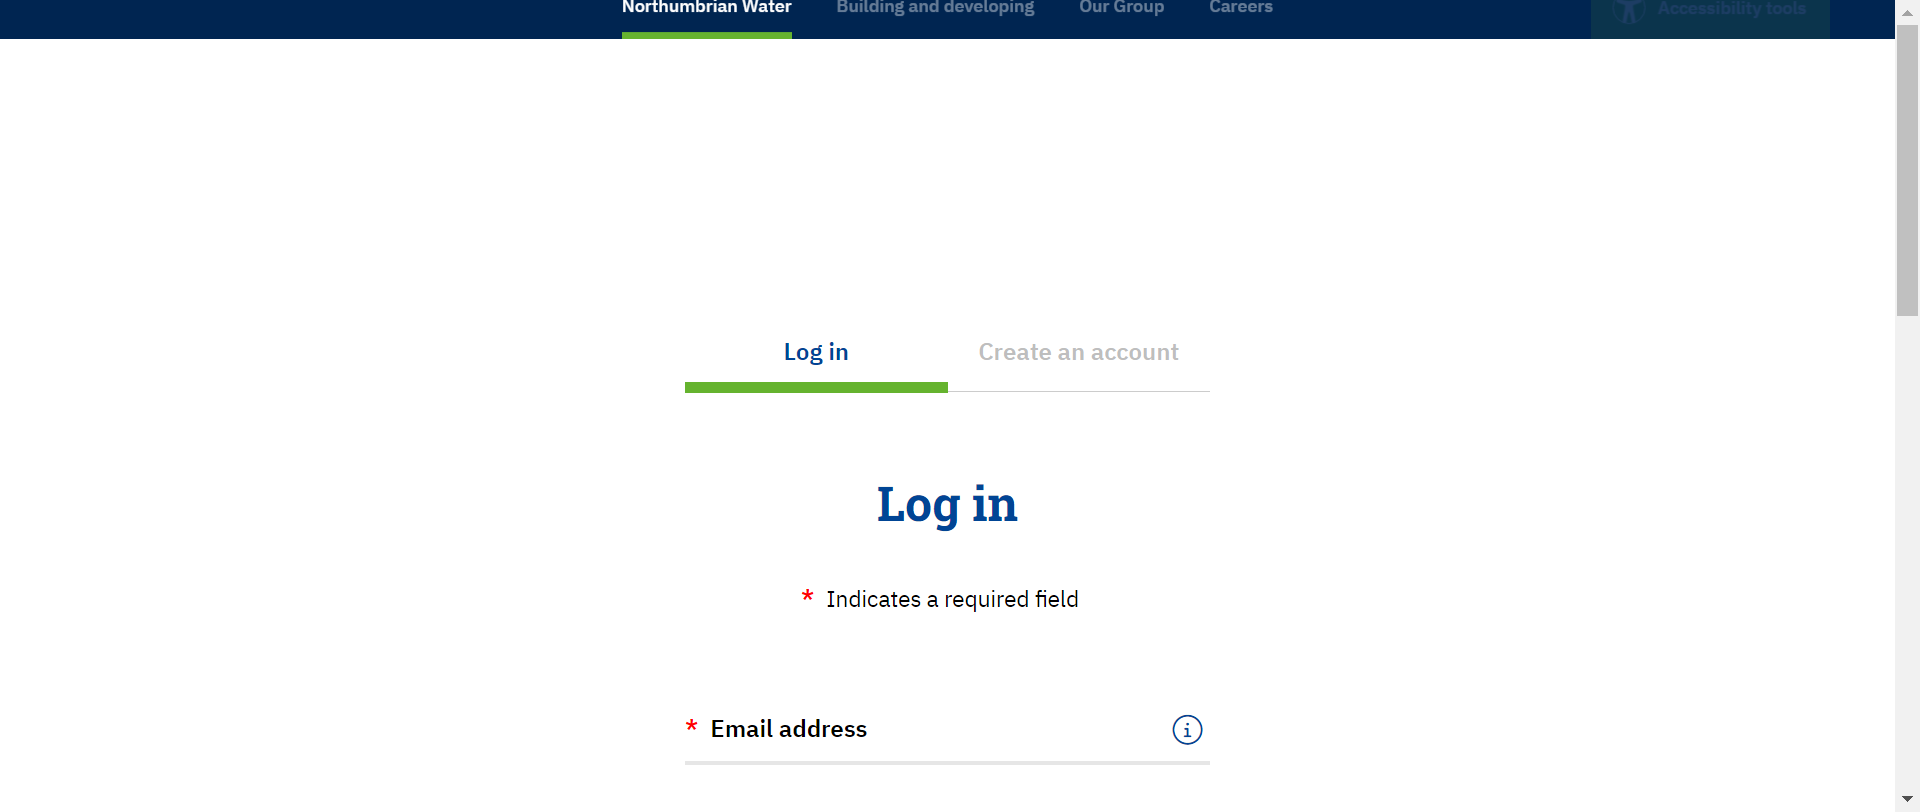 Northumbrian Water Building and developing Our Group Careers Accessibility tools
Log in Create an account
Log in
* Indicates a required field
* Email address